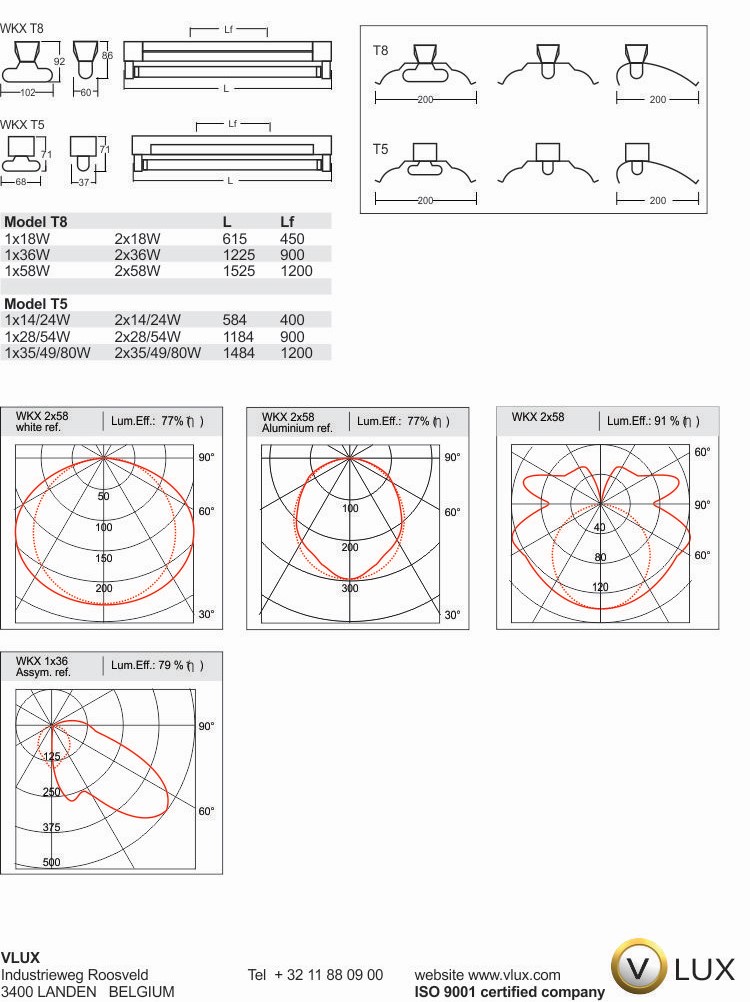 WKX T8
92
102
86
60
Lf
L
WKX T5
71
68
71
37
Lf
L
T8
200
200
T5
200
200
Model T8 L Lf
1x18W 2x18W 615 450
1x36W 2x36W 1225 900
1x58W 2x58W 1525 1200
Model T5
1x14/24W 2x14/24W 584 400
1x28/54W 2x28/54W 1184 900
1x35/49/80W 2x35/49/80W 1484 1200
WKX 2x58
white ref.
Lum.Eff.: 77% (η )
90°
60°
30°
50
100
150
200
WKX 2x58
Aluminium ref.
Lum.Eff.: 77% (η )
90°
60°
30°
100
200
300
WKX 2x58
Lum.Eff.: 91 % (η )
60°
90°
60°
40
80
120
WKX 1x36
Assym. ref.
Lum.Eff.: 79 % (η )
90°
60°
125
250
375
500
VLUX
Industrieweg Roosveld
3400 LANDEN BELGIUM
Tel + 32 11 88 09 00
website www.vlux.com
ISO 9001 certified company
V LUX